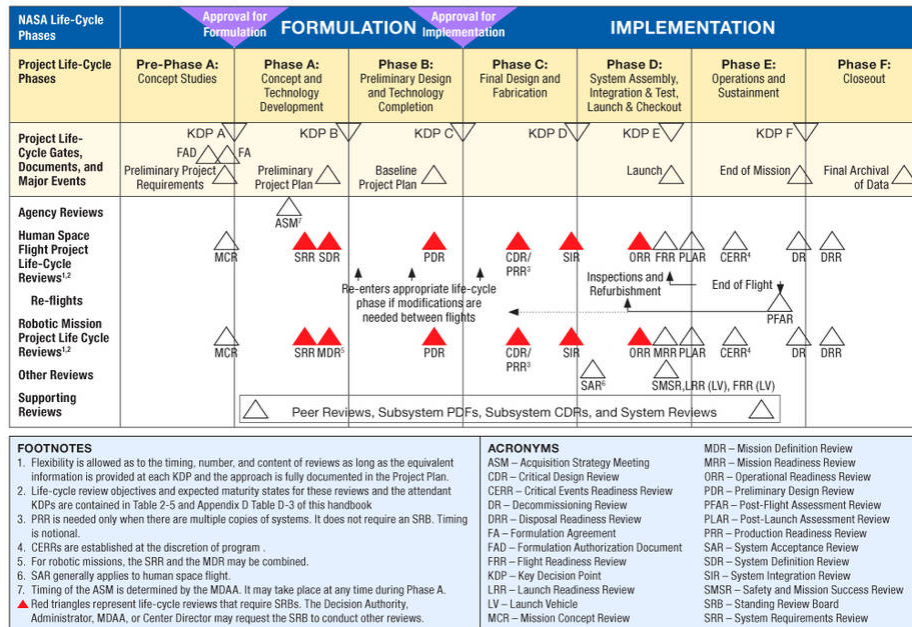 NASA Life-Cycle Phases
Approval for Formulation
FORMULATION
Approval for Implementation
IMPLEMENTATION
Project Life-Cycle Phases
Pre-Phase A: Concept Studies
Phase A: Concept and Technology Development
Phase B: Preliminary Design and Technology Completion
Phase C: Final Design and Fabrication
Phase D: System Assembly, Integration & Test, Launch & Checkout
Phase E: Operations and Sustainment
Phase F: Closeout
Project Life-Cycle Gates, Documents, and Major Events
KDP A
KDP B
KDP C
KDP D
KDP E
KDP F
FAD
FA
Preliminary Project Requirements
Preliminary Project Plan
Baseline Project Plan
Launch
End of Mission
Final Archival of Data
Agency Reviews
ASM7
Human Space Flight Project Life-Cycle Reviews1,2
MCR
SRR
SDR
PDR
CDR/ PRR3
SIR
ORR
FRR
PLAR
CERR4
DR
DRR
Re-flights
Re-enters appropriate life-cycle phase if modifications are needed between flights
Inspections and Refurbishment
End of Flight
PFAR
Robotic Mission Project Life Cycle Reviews1,2
MCR
SRR
MDR5
PDR
CDR/ PRR3
SIR
ORR
MRR
PLAR
CERR4
DR
DRR
Other Reviews
SAR6
SMSR,LRR (LV), FRR (LV)
Supporting Reviews
Peer Reviews, Subsystem PDFs, Subsystem CDRs, and System Reviews
FOOTNOTES
1. Flexibility is allowed as to the timing, number, and content of reviews as long as the equivalent
information is provided at each KDP and the approach is fully documented in the Project Plan.
2. Life-cycle review objectives and expected maturity states for these reviews and the attendant
KDPs are contained in Table 2-5 and Appendix D Table D-3 of this handbook
3. PRR is needed only when there are multiple copies of systems. It does not require an SRB. Timing
is notional.
4. CERRs are established at the discretion of program .
5. For robotic missions, the SRR and the MDR may be combined.
6. SAR generally applies to human space flight.
7. Timing of the ASM is determined by the MDAA. It may take place at any time during Phase A.
Red triangles represent life-cycle reviews that require SRBs. The Decision Authority,
Administrator, MDAA, or Center Director may request the SRB to conduct other reviews.
ACRONYMS
ASM – Acquisition Strategy Meeting
CDR – Critical Design Review
CERR – Critical Events Readiness Review
DR – Decommissioning Review
DRR – Disposal Readiness Review
FA – Formulation Agreement
FAD – Formulation Authorization Document
FRR – Flight Readiness Review
KDP – Key Decision Point
LRR – Launch Readiness Review
LV – Launch Vehicle
MCR – Mission Concept Review
MDR – Mission Definition Review
MRR – Mission Readiness Review
ORR – Operational Readiness Review
PDR – Preliminary Design Review
PFAR – Post-Flight Assessment Review
PLAR – Post-Launch Assessment Review
PRR – Production Readiness Review
SAR – System Acceptance Review
SDR – System Definition Review
SIR – System Integration Review
SMSR – Safety and Mission Success Review
SRB – Standing Review Board
SRR – System Requirements Review